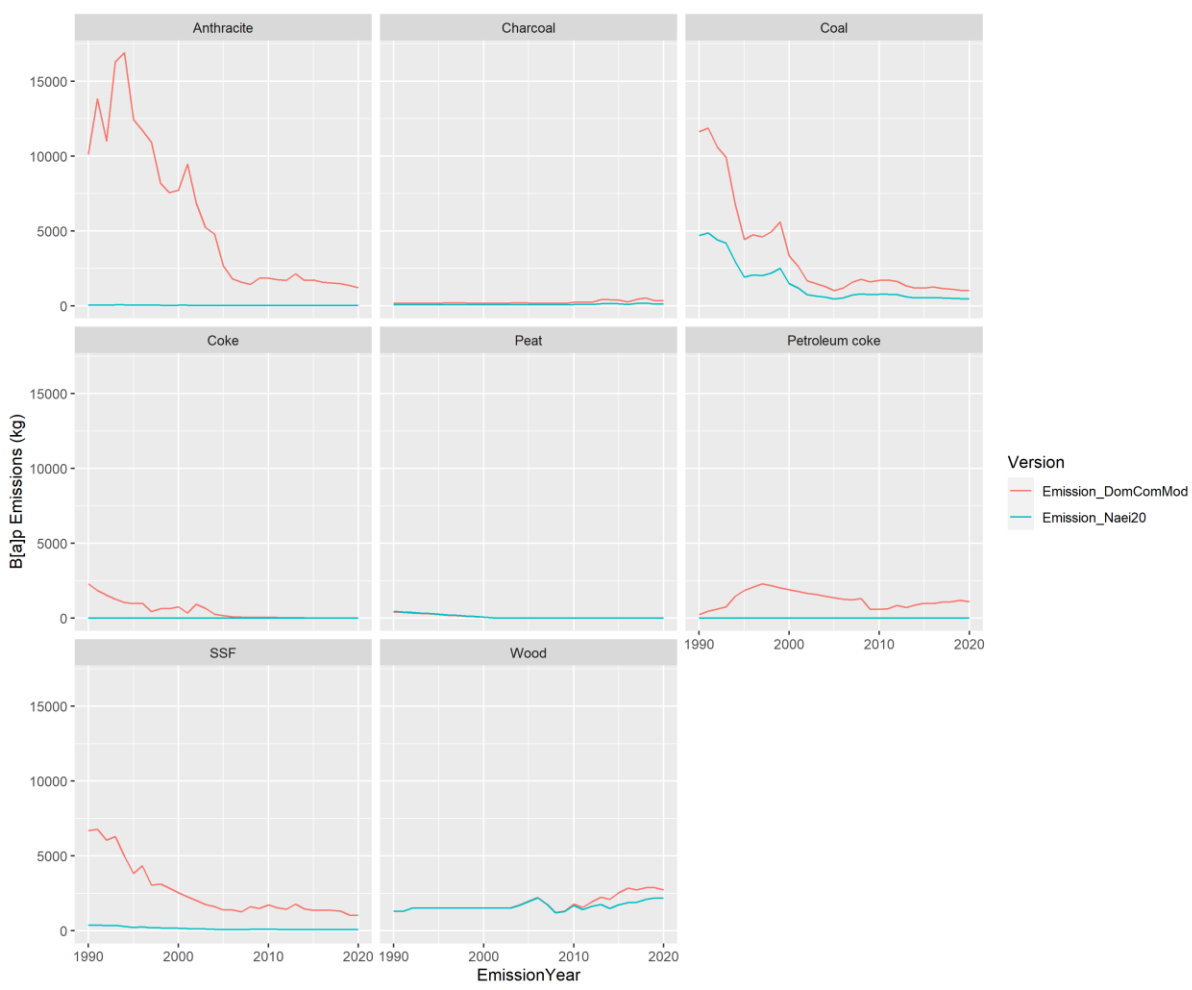 Anthracite
Charcoal
Coal
15000
10000
5000
0
Coke
Peat
Petroleum coke
15000
10000
5000
0
1990
2000
2010
2020
SSF
Wood
15000
10000
5000
0
1990
2000
2010
2020
1990
2000
2010
2020
B[a]p Emissions (kg)
EmissionYear
Version
Emission_DomComMod
Emission_Naei20